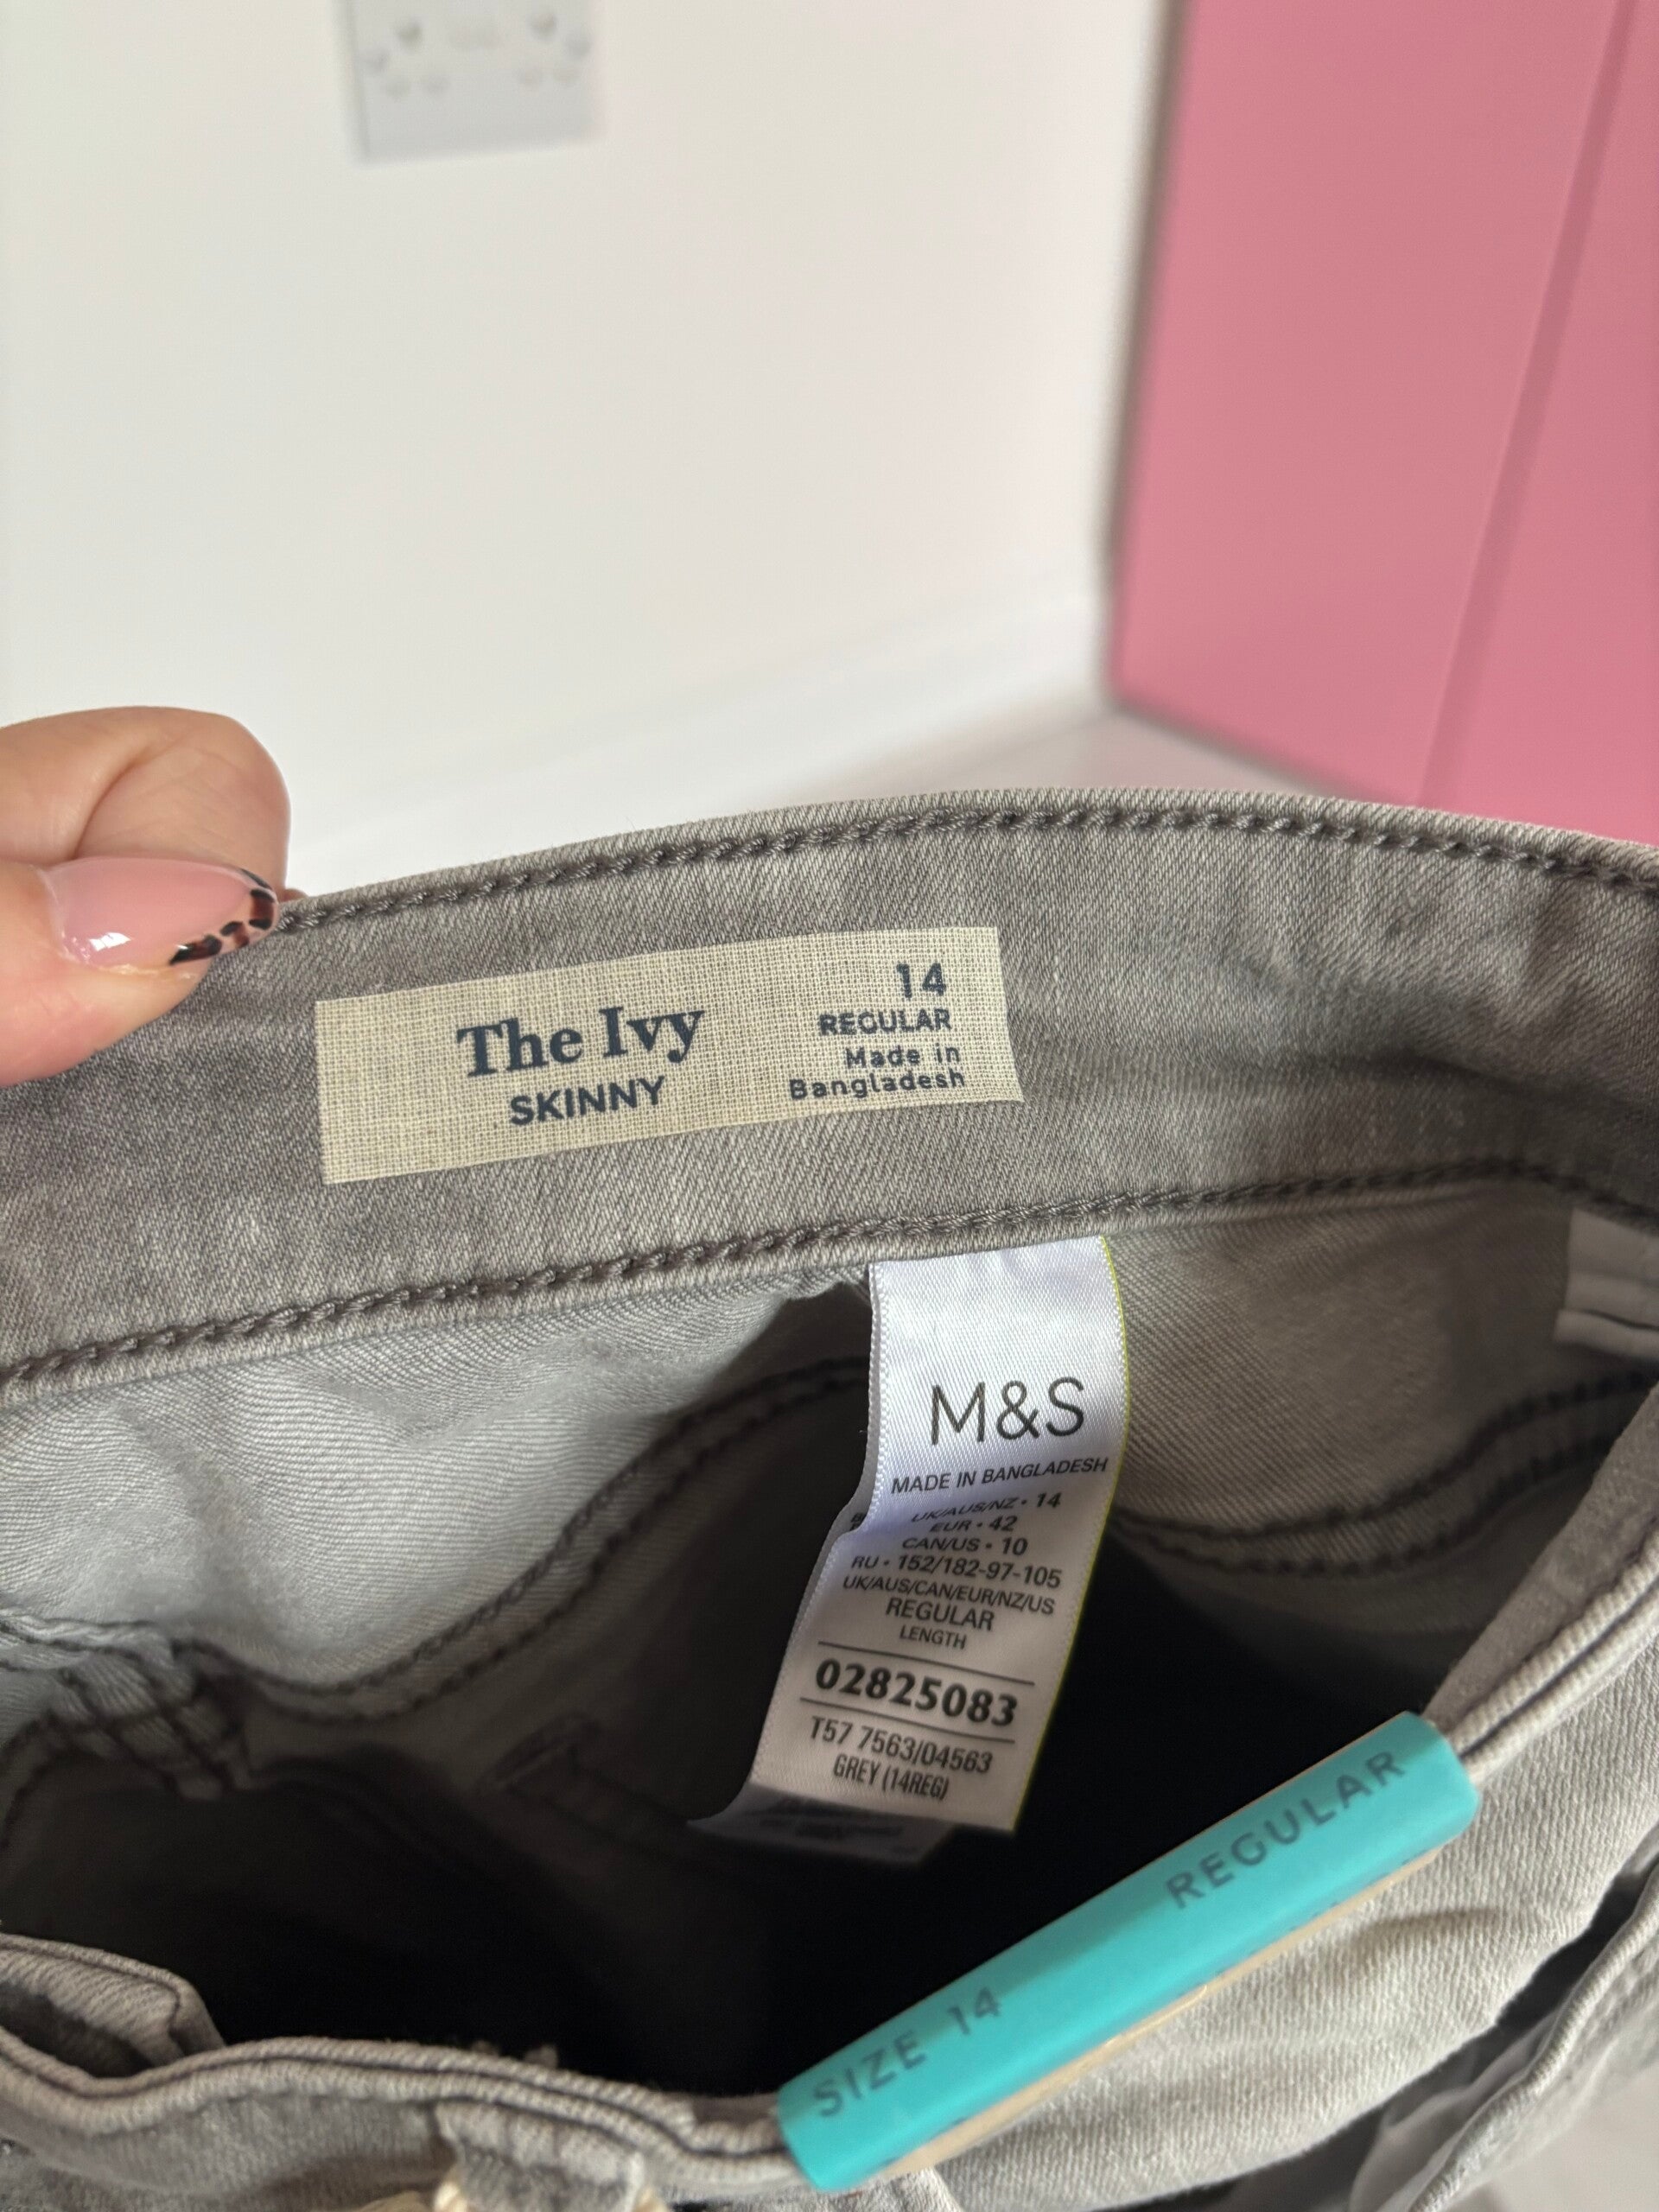 The Ivy
SKINNY
14
REGULAR
Made in
Bangladesh
M&S
MADE IN BANGLADESH
UK/AUS/NZ • 14
EUR • 42
CAN/US • 10
RU • 152/182-97-105
UK/AUS/CAN/EUR/NZ/US
REGULAR
LENGTH
02825083
T57 7563/04563
GREY (14REG)
SIZE 14 REGULAR